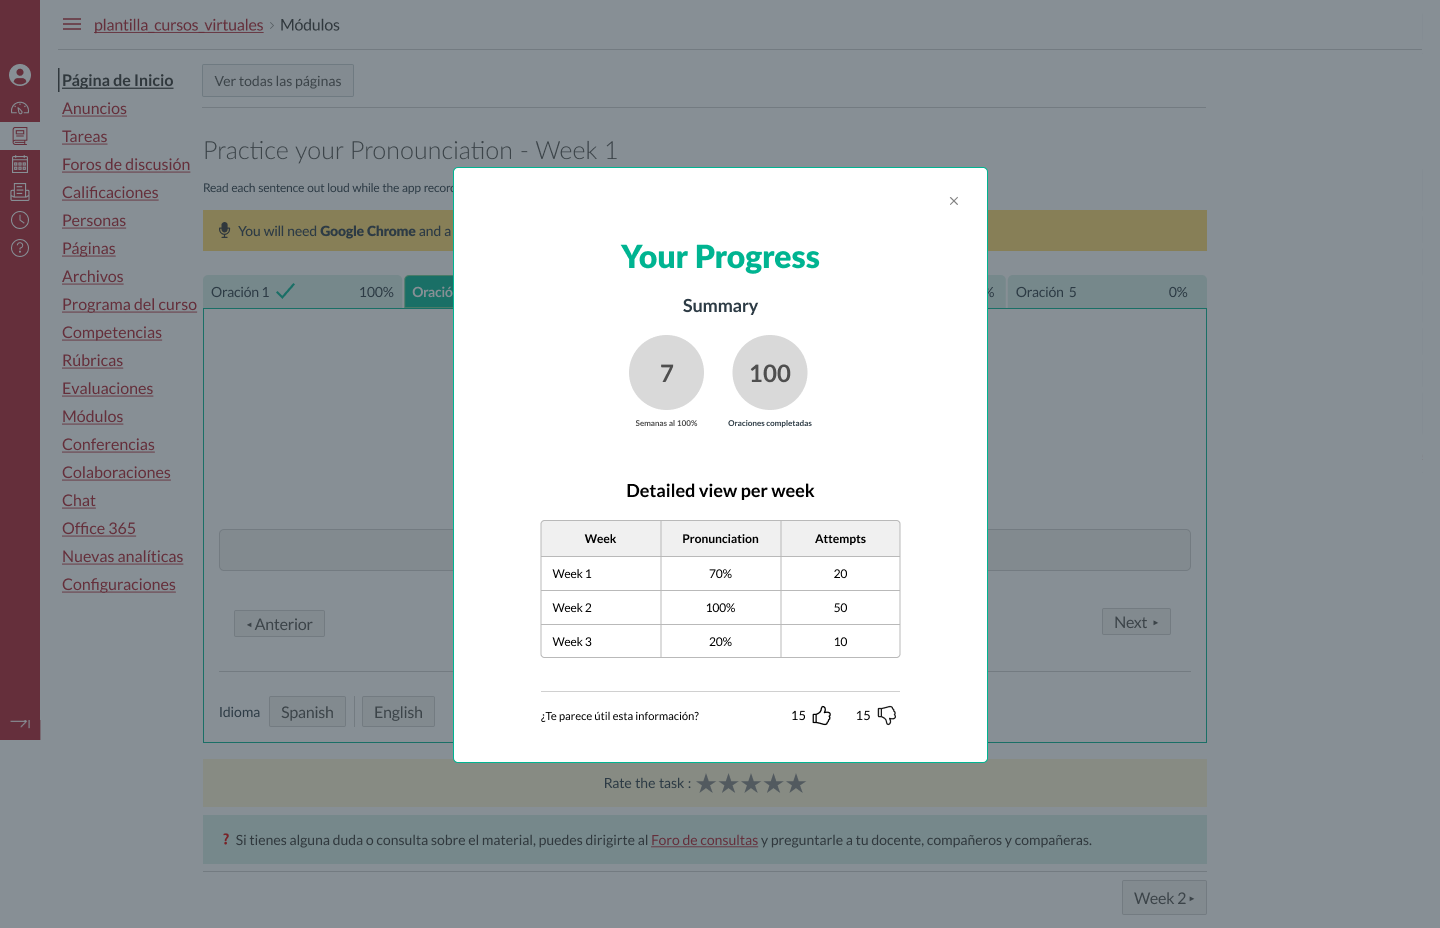 plantilla_cursos_virtuales › Módulos
Página de Inicio
Anuncios
Tareas
Foros de discusión
Calificaciones
Personas
Páginas
Archivos
Programa del curso
Competencias
Rúbricas
Evaluaciones
Módulos
Conferencias
Colaboraciones
Chat
Office 365
Nuevas analíticas
Configuraciones
Ver todas las páginas
Practice your Pronounciation - Week 1
Read each sentence out loud while the app recor
You will need Google Chrome and a
Oración 1 100% Oració % Oración 5 0%
Anterior
Next
Idioma Spanish English
×
Your Progress
Summary
7 100
Semanas al 100% Oraciones completadas
Detailed view per week
Week Pronunciation Attempts
Week 1 70% 20
Week 2 100% 50
Week 3 20% 10
¿Te parece útil esta información? 15 15
Rate the task : ★★★★★
? Si tienes alguna duda o consulta sobre el material, puedes dirigirte al Foro de consultas y preguntarle a tu docente, compañeros y compañeras.
Week 2